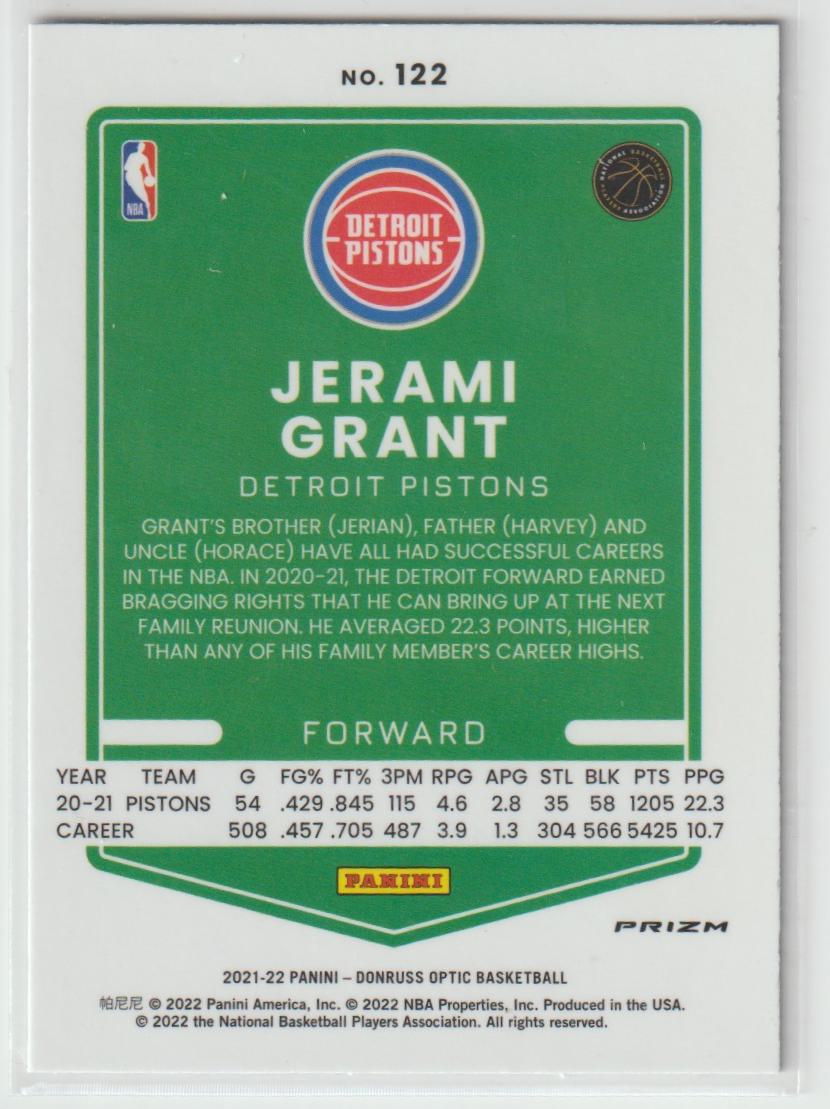 NO. 122
NBA
NATIONAL BASKETBALL PLAYERS ASSOCIATION
DETROIT
PISTONS
JERAMI
GRANT
DETROIT PISTONS
GRANT'S BROTHER (JERIAN), FATHER (HARVEY) AND
UNCLE (HORACE) HAVE ALL HAD SUCCESSFUL CAREERS
IN THE NBA. IN 2020-21, THE DETROIT FORWARD EARNED
BRAGGING RIGHTS THAT HE CAN BRING UP AT THE NEXT
FAMILY REUNION. HE AVERAGED 22.3 POINTS, HIGHER
THAN ANY OF HIS FAMILY MEMBER'S CAREER HIGHS.
FORWARD
YEAR TEAM G FG% FT% 3PM RPG APG STL BLK PTS PPG
20-21 PISTONS 54 .429 .845 115 4.6 2.8 35 58 1205 22.3
CAREER 508 .457 .705 487 3.9 1.3 304 566 5425 10.7
PANINI
PRIZM
2021-22 PANINI – DONRUSS OPTIC BASKETBALL
帕尼尼 © 2022 Panini America, Inc. © 2022 NBA Properties, Inc. Produced in the USA.
© 2022 the National Basketball Players Association. All rights reserved.